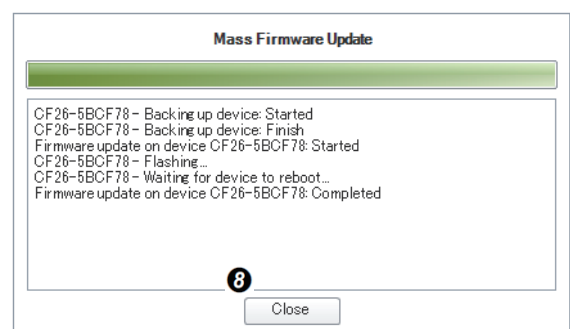 Mass Firmware Update
CF26-5BCF78 - Backing up device: Started
CF26-5BCF78 - Backing up device: Finish
Firmware update on device CF26-5BCF78: Started
CF26-5BCF78 - Flashing...
CF26-5BCF78 - Waiting for device to reboot...
Firmware update on device CF26-5BCF78: Completed
8
Close